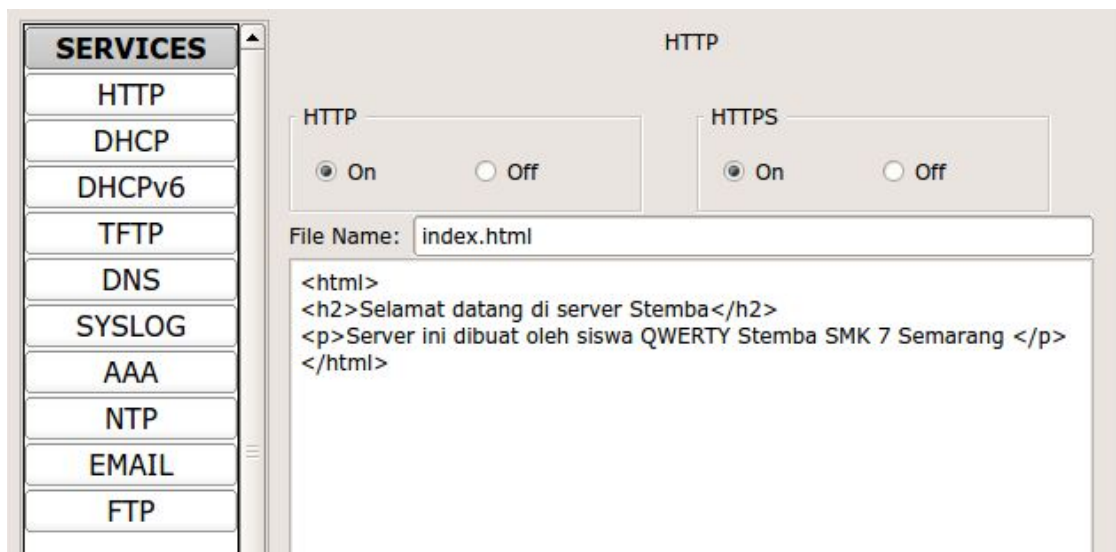 SERVICES
HTTP
DHCP
DHCPv6
TFTP
DNS
SYSLOG
AAA
NTP
EMAIL
FTP
HTTP
HTTP
On
Off
HTTPS
On
Off
File Name: index.html
<html>
<h2>Selamat datang di server Stemba</h2>
<p>Server ini dibuat oleh siswa QWERTY Stemba SMK 7 Semarang </p>
</html>